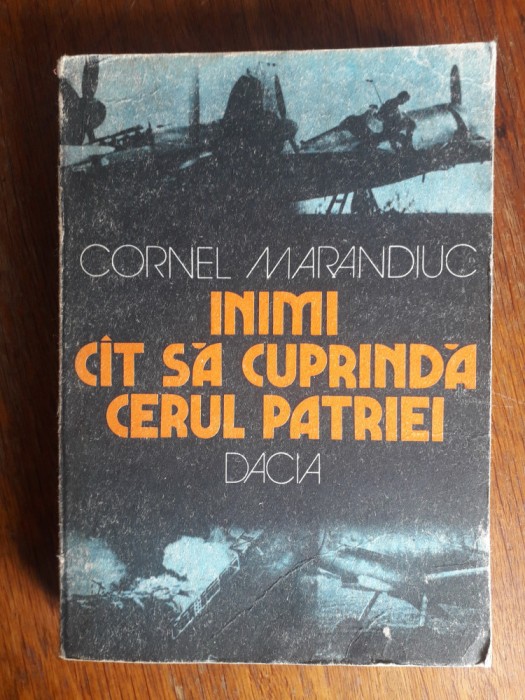 CORNEL MARANDIUC
INIMI
CÎT SĂ CUPRINDĂ
CERUL PATRIEI
DACIA